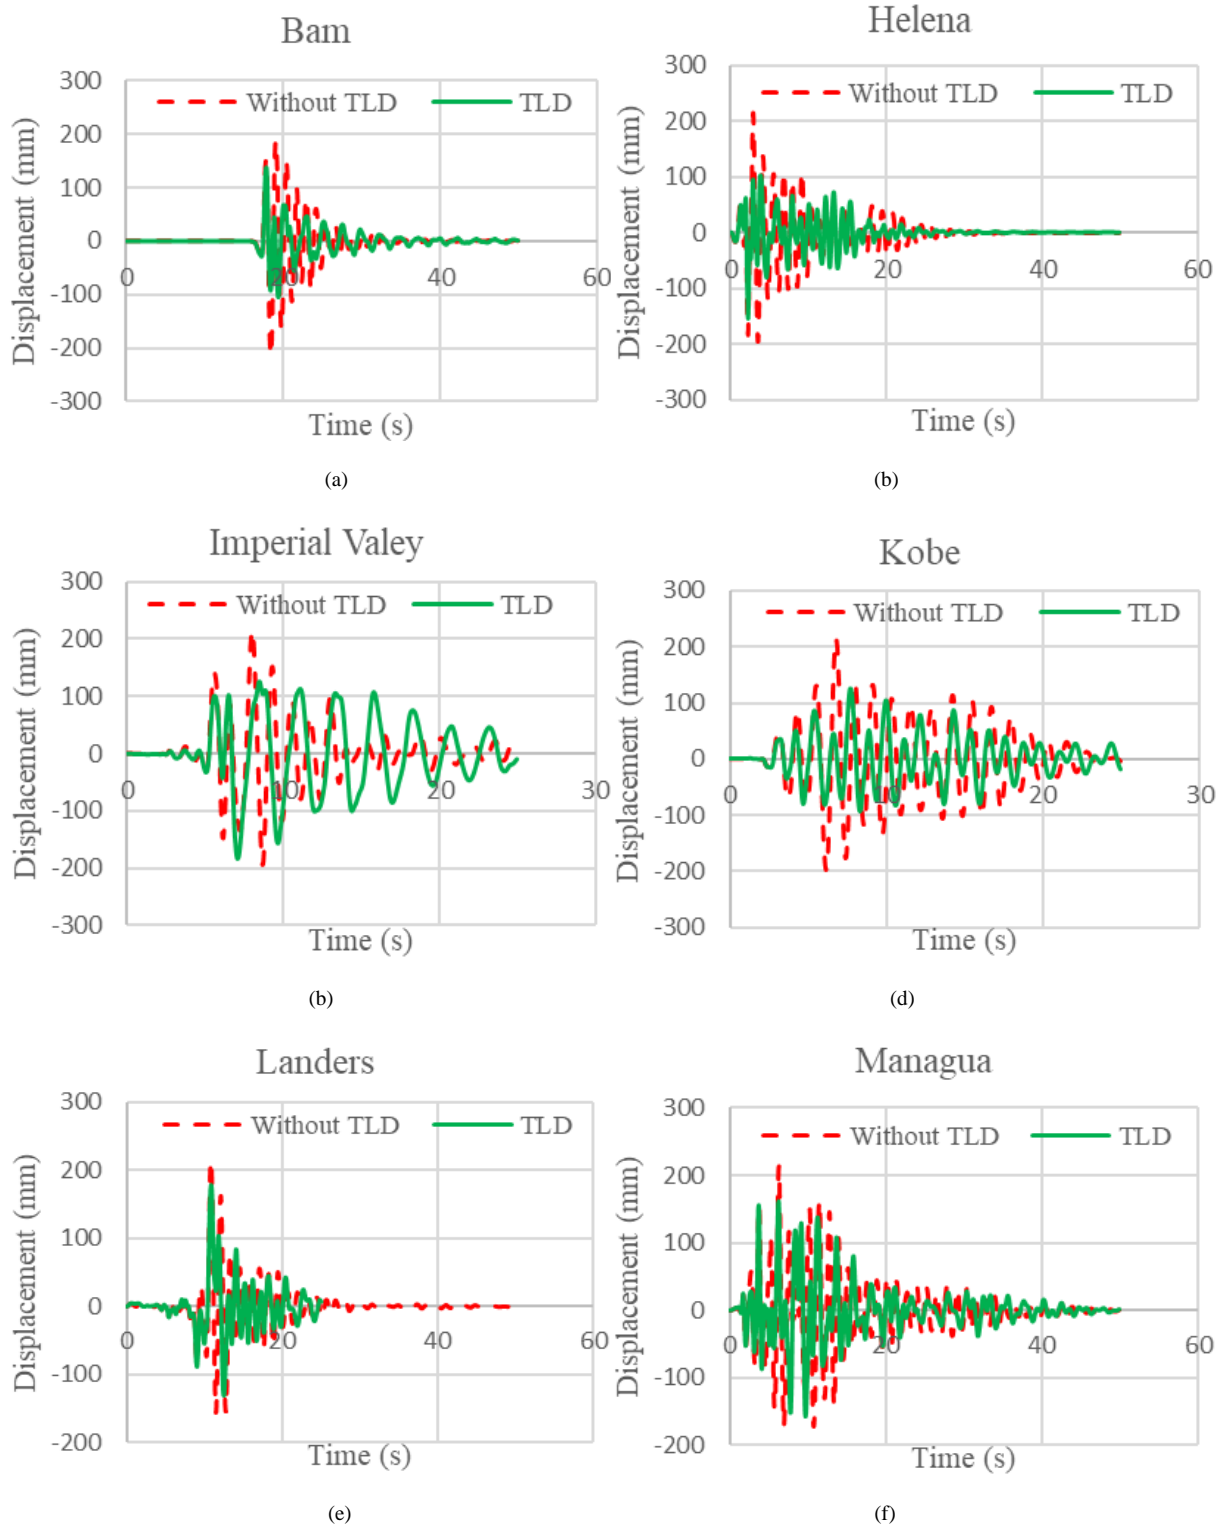 Bam
300
200
100
0
-100
-200
-300
0 20 40 60
Without TLD TLD
Displacement (mm)
Time (s)
(a)
Helena
300
200
100
0
-100
-200
-300
0 20 40 60
Without TLD TLD
Displacement (mm)
Time (s)
(b)
Imperial Valey
300
200
100
0
-100
-200
-300
0 10 20 30
Without TLD TLD
Displacement (mm)
Time (s)
(b)
Kobe
300
200
100
0
-100
-200
-300
0 10 20 30
Without TLD TLD
Displacement (mm)
Time (s)
(d)
Landers
300
200
100
0
-100
-200
0 20 40 60
Without TLD TLD
Displacement (mm)
Time (s)
(e)
Managua
300
200
100
0
-100
-200
0 20 40 60
Without TLD TLD
Displacement (mm)
Time (s)
(f)